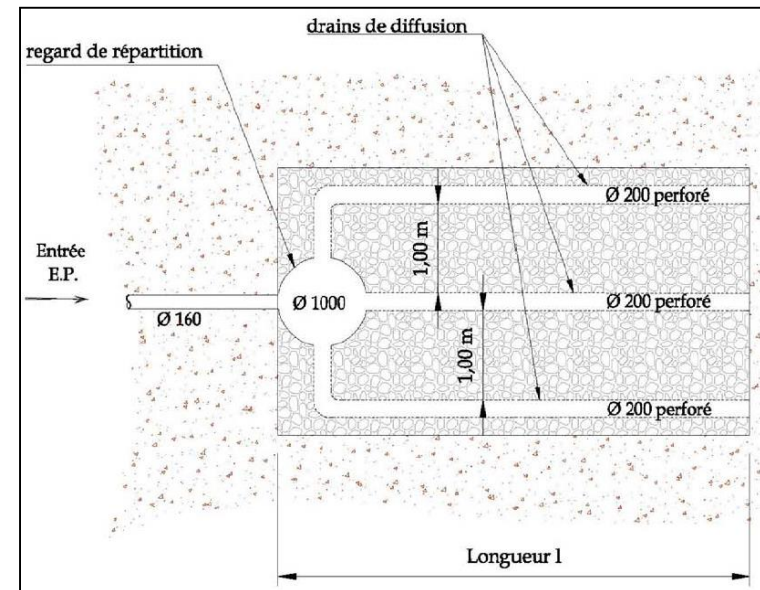 drains de diffusion
regard de répartition
Ø 200 perforé
Entrée
E.P.
1,00 m
Ø 160
Ø 1000
Ø 200 perforé
1,00 m
Ø 200 perforé
Longueur l